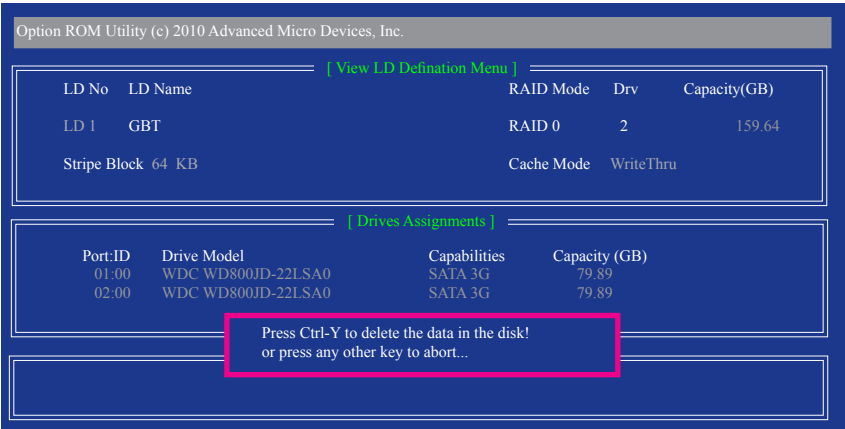 Option ROM Utility (c) 2010 Advanced Micro Devices, Inc.
[ View LD Defination Menu ]
LD No LD Name RAID Mode Drv Capacity(GB)
LD 1 GBT RAID 0 2 159.64
Stripe Block 64 KB Cache Mode WriteThru
[ Drives Assignments ]
Port:ID Drive Model Capabilities Capacity (GB)
01:00 WDC WD800JD-22LSA0 SATA 3G 79.89
02:00 WDC WD800JD-22LSA0 SATA 3G 79.89
Press Ctrl-Y to delete the data in the disk!
or press any other key to abort...